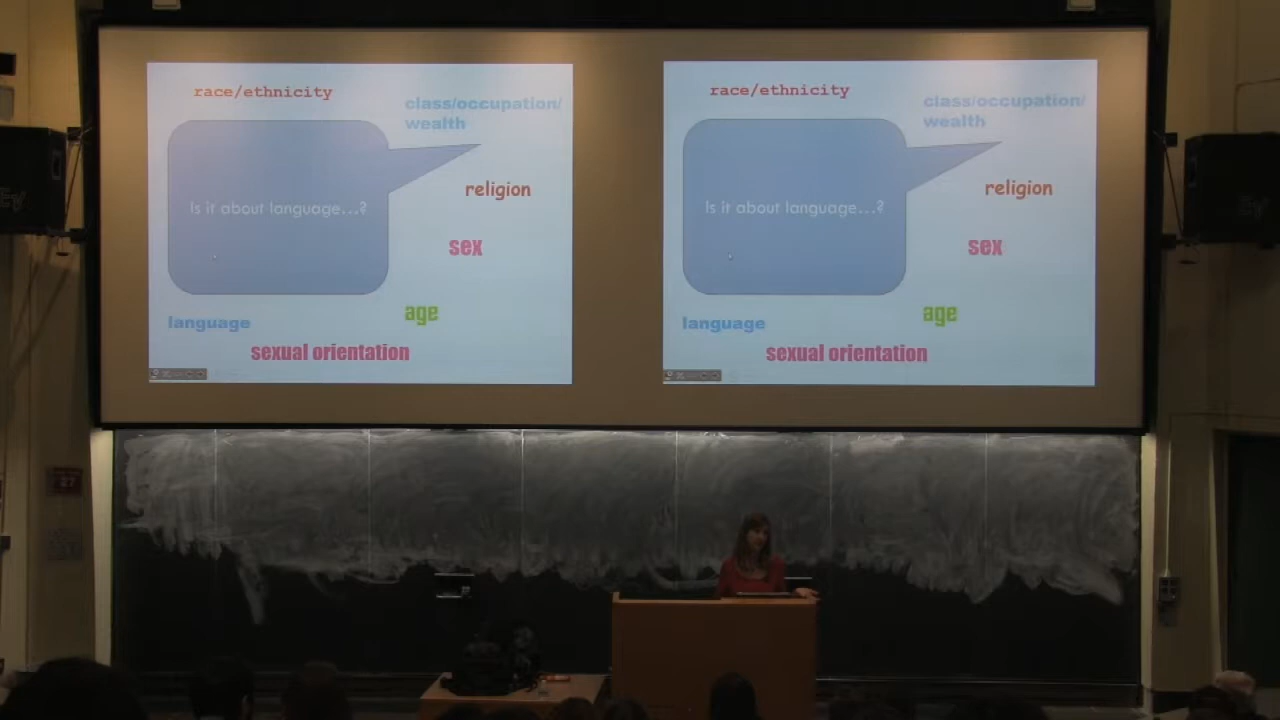 race/ethnicity
class/occupation/
wealth
religion
Is it about language...?
sex
age
language
sexual orientation
race/ethnicity
class/occupation/
wealth
religion
Is it about language...?
sex
age
language
sexual orientation
27